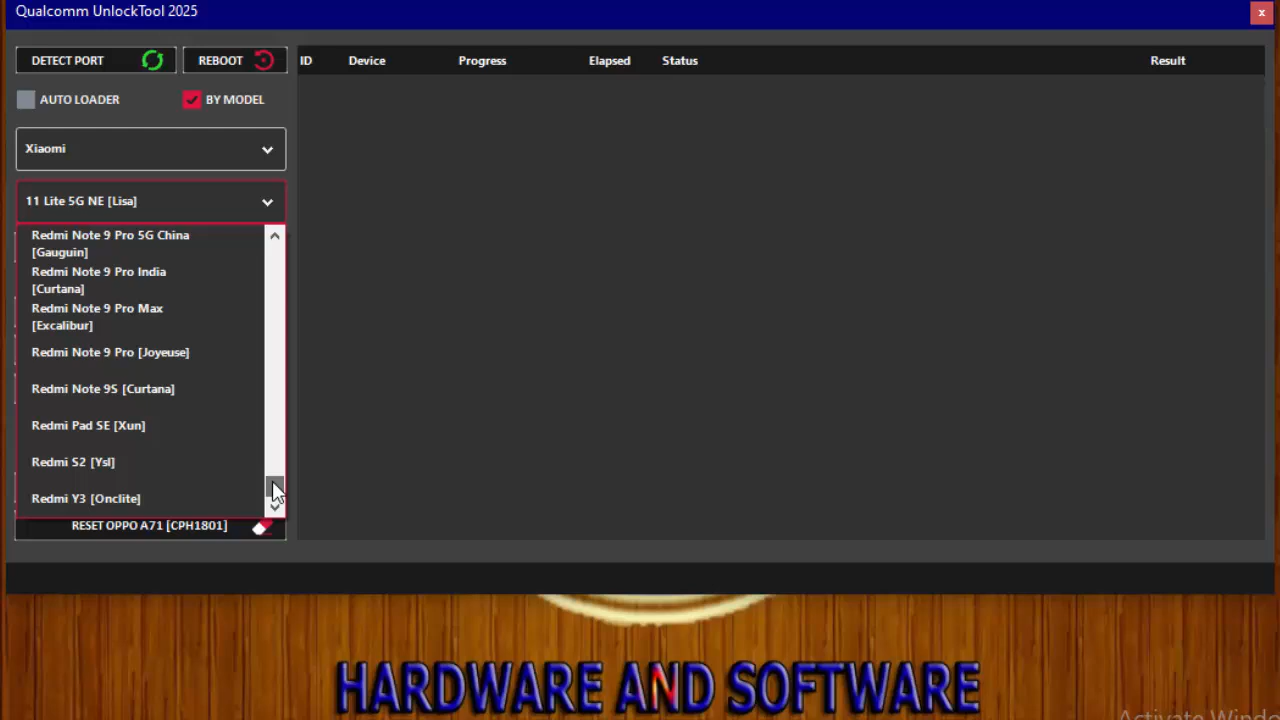 Qualcomm UnlockTool 2025
x
DETECT PORT
REBOOT
ID Device Progress Elapsed Status Result
AUTO LOADER
BY MODEL
Xiaomi
11 Lite 5G NE [Lisa]
Redmi Note 9 Pro 5G China
[Gauguin]
Redmi Note 9 Pro India
[Curtana]
Redmi Note 9 Pro Max
[Excalibur]
Redmi Note 9 Pro [Joyeuse]
Redmi Note 9S [Curtana]
Redmi Pad SE [Xun]
Redmi S2 [Ysl]
Redmi Y3 [Onclite]
RESET OPPO A71 [CPH1801]
HARDWARE AND SOFTWARE